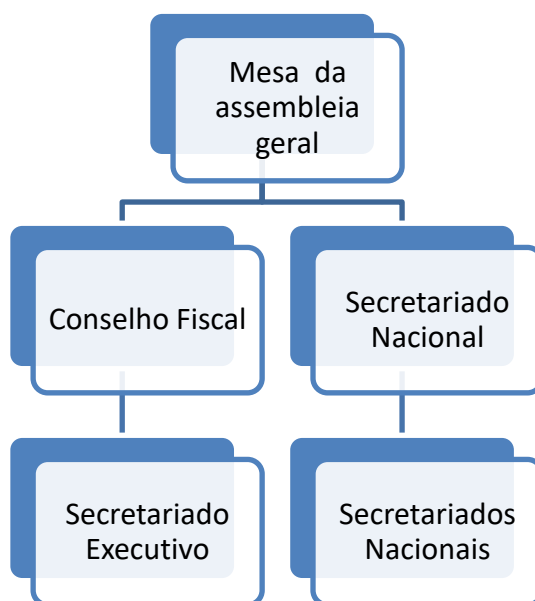 Mesa da
assembleia
geral
Conselho Fiscal
Secretariado
Nacional
Secretariado
Executivo
Secretariados
Nacionais